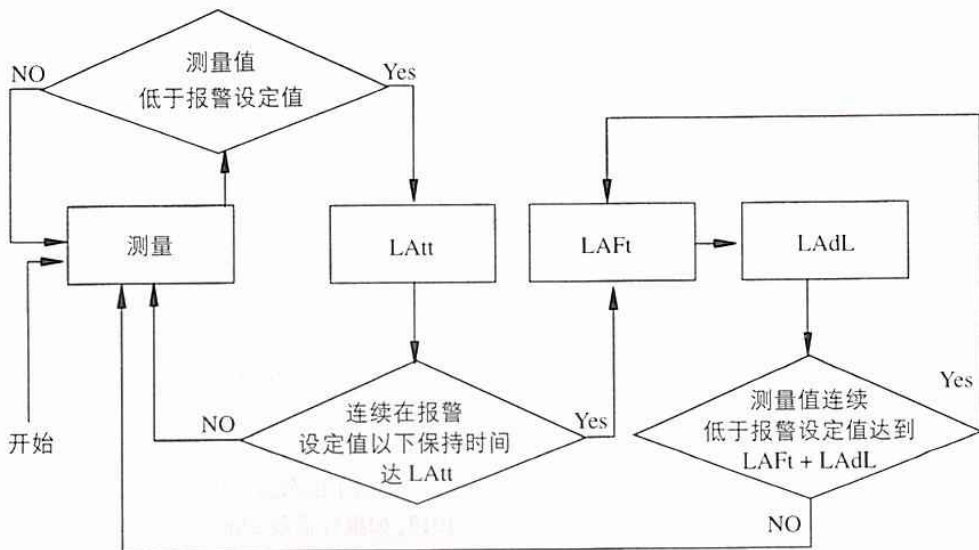 测量值
低于报警设定值
NO
Yes
测量
LAtt
LAFt
LAdL
开始
连续在报警
设定值以下保持时间
达 LAtt
NO
Yes
测量值连续
低于报警设定值达到
LAFt + LAdL
Yes
NO